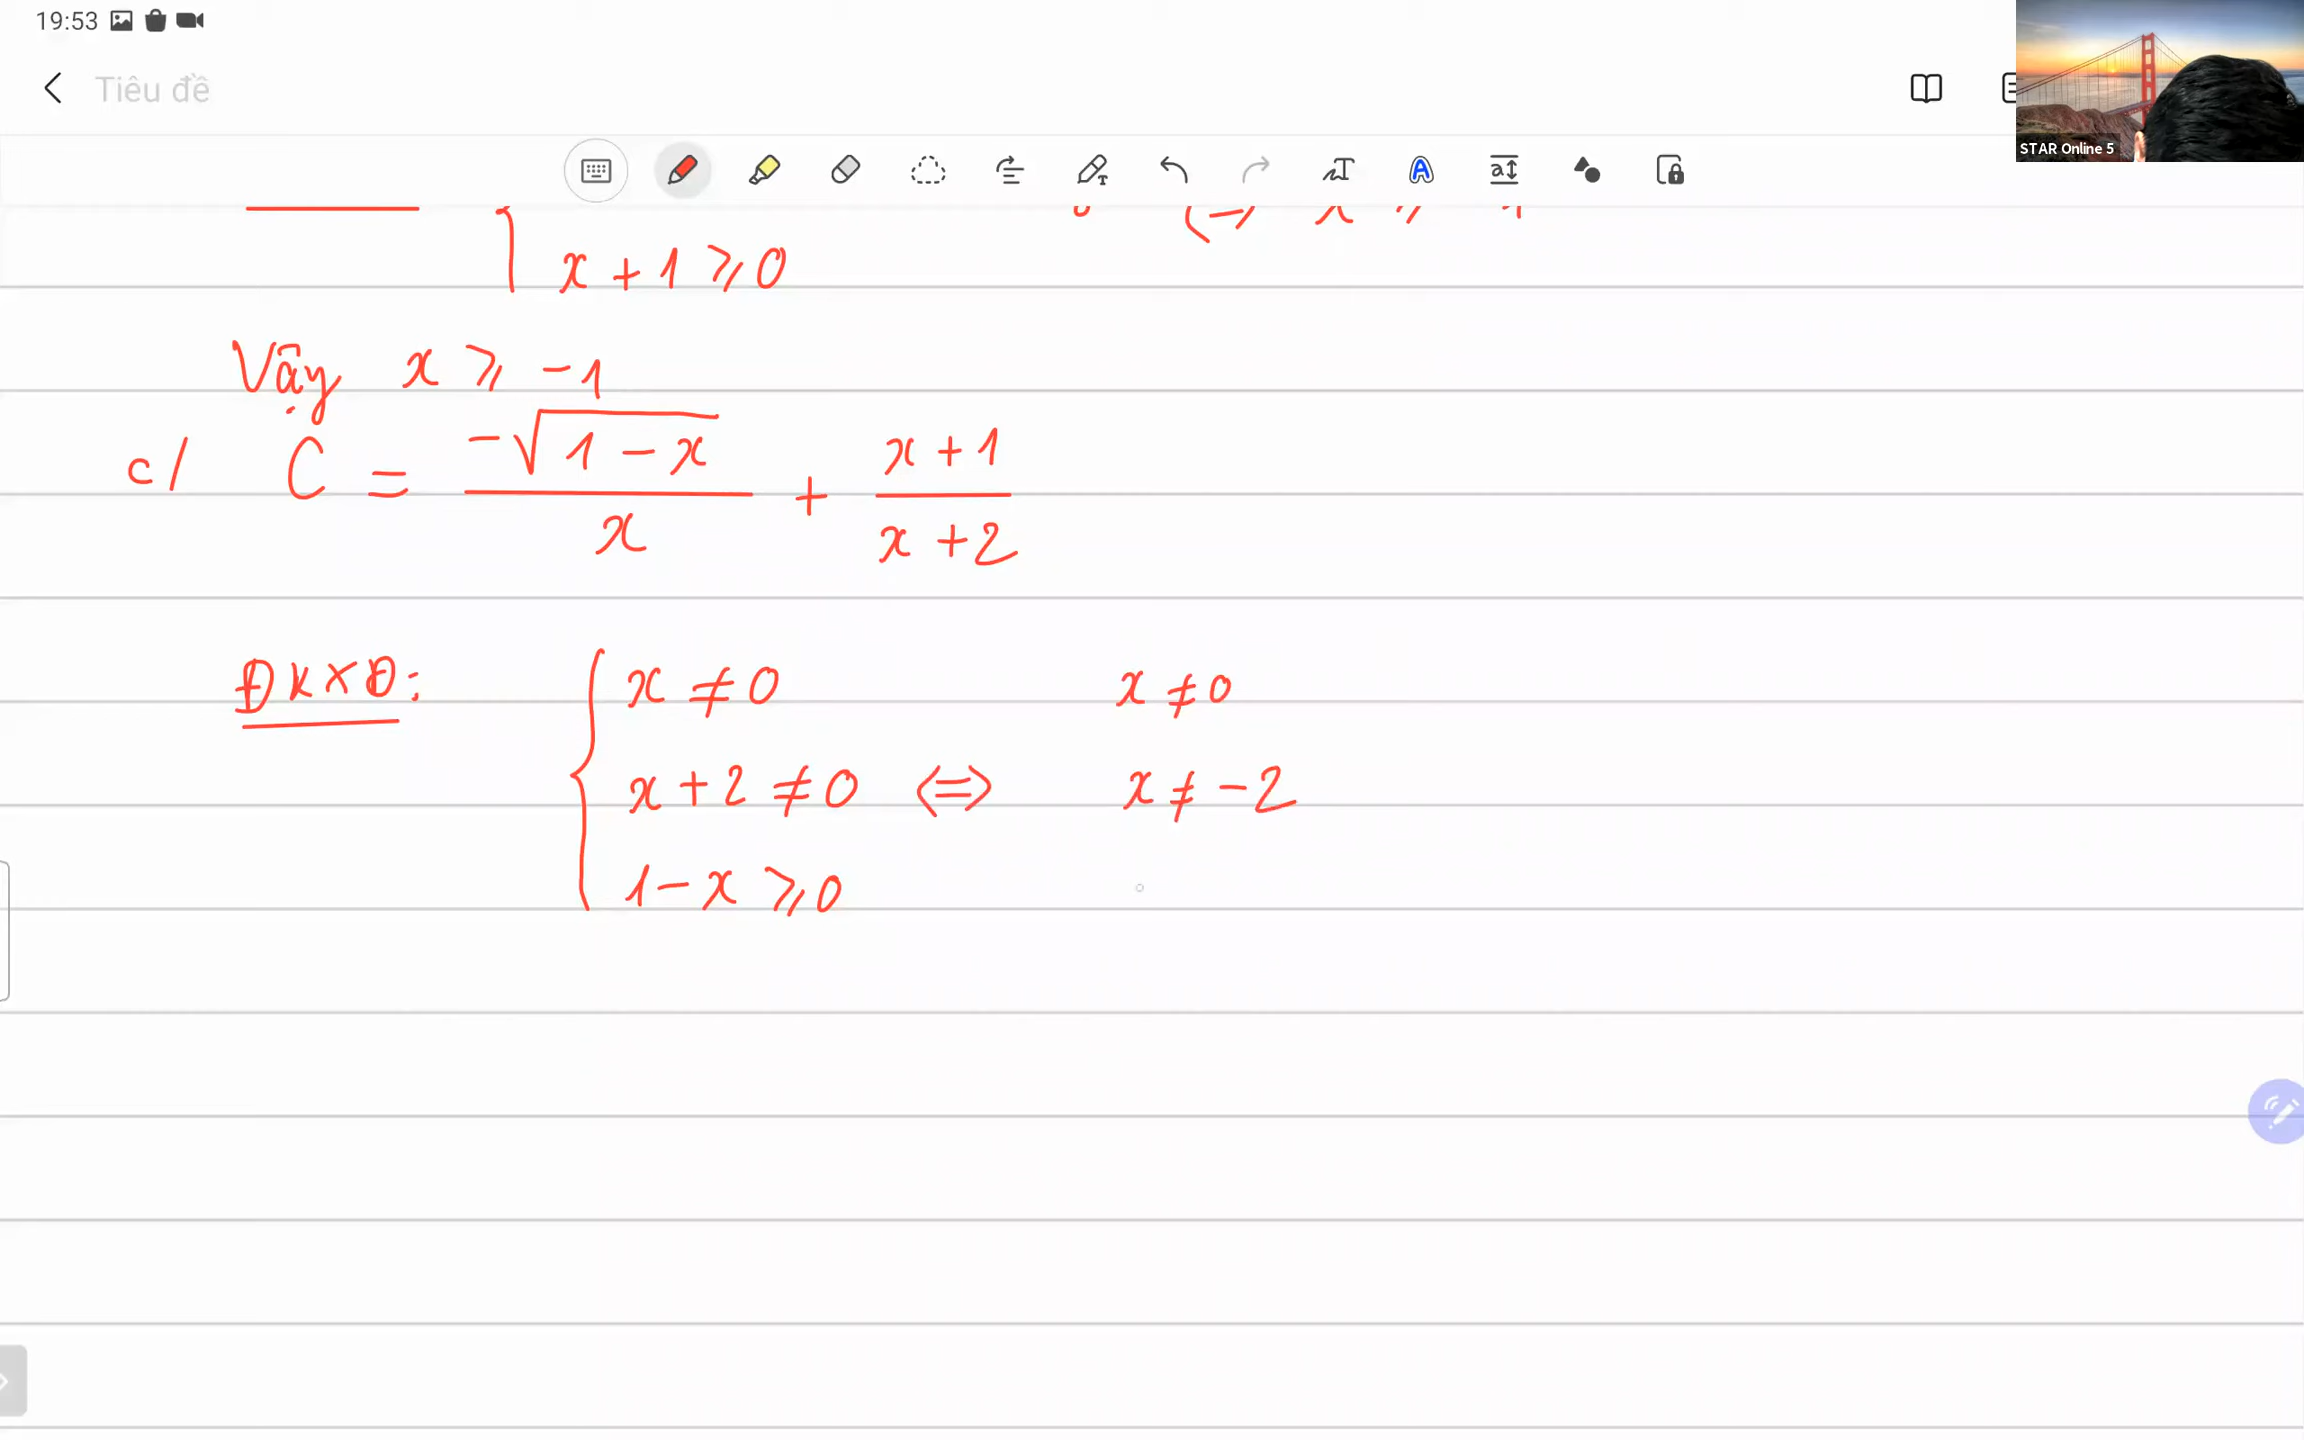 19:53
Tiêu đề
STAR Online 5
x + 1 ⩾ 0
Vậy x ⩾ -1
c/ C = -√(1 - x) / x + (x + 1) / (x + 2)
ĐKXĐ: { x ≠ 0 x ≠ 0
x + 2 ≠ 0 <=> x ≠ -2
1 - x ⩾ 0